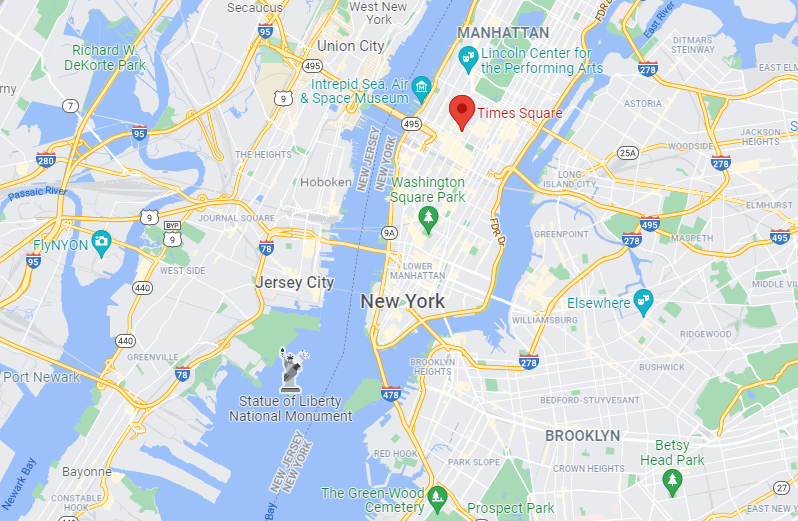 Secaucus
West New
York
MANHATTAN
FDR Dr
East River
95
Union City
Lincoln Center for
the Performing Arts
DITMARS
STEINWAY
Richard W.
DeKorte Park
495
278
EAST ELM
Intrepid Sea, Air
& Space Museum
9
7
Times Square
ASTORIA
495
95
JACKSON
HEIGHTS
25A
WOODSIDE
280
THE HEIGHTS
NEW JERSEY
NEW YORK
278
Passaic River
Hoboken
Washington
Square Park
LONG
ISLAND CITY
ELMHURST
9
JOURNAL SQUARE
BYP
9
FlyNYON
78
9A
FDR Dr
GREENPOINT
495
278
MASPETH
495
95
WEST SIDE
LOWER
MANHATTAN
Jersey City
440
MIDDLE VI
New York
Elsewhere
WILLIAMSBURG
440
RIDGEWOOD
GREENVILLE
BROOKLYN
HEIGHTS
278
BUSHWICK
Port Newark
78
478
Statue of Liberty
National Monument
BEDFORD-STUYVESANT
BROOKLYN
Betsy
Head Park
NEW JERSEY
NEW YORK
RED HOOK
PARK SLOPE
CROWN HEIGHTS
Newark Bay
Bayonne
27
CONSTABLE
HOOK
The Green-Wood
Cemetery
Prospect Park
EAST NEW Y
440
Bay